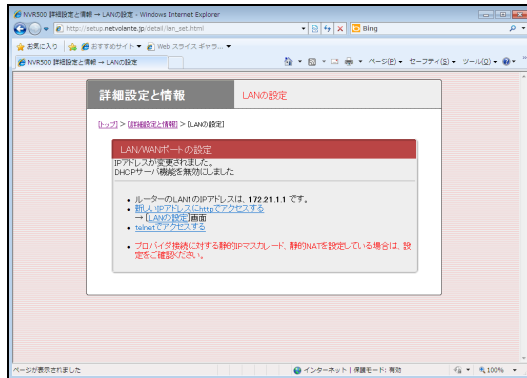 NVR500 詳細設定と情報 → LANの設定 - Windows Internet Explorer
http://setup.netvolante.jp/detail/lan_set.html
Bing
お気に入り
おすすめサイト
Web スライス ギャラ...
NVR500 詳細設定と情報 → LANの設定
ページ(P)
セーフティ(S)
ツール(O)
詳細設定と情報
LANの設定
[トップ] > [詳細設定と情報] > [LANの設定]
LAN/WANポートの設定
IPアドレスが変更されました。
DHCPサーバ機能を無効にしました
ルーターのLAN1のIPアドレスは, 172.21.1.1 です。
新しいIPアドレスにhttpでアクセスする
→ [LANの設定]画面
telnetでアクセスする
プロバイダ接続に対する静的IPマスカレード, 静的NATを設定している場合は, 設
定をご確認ください。
ページが表示されました
インターネット | 保護モード: 有効
100%